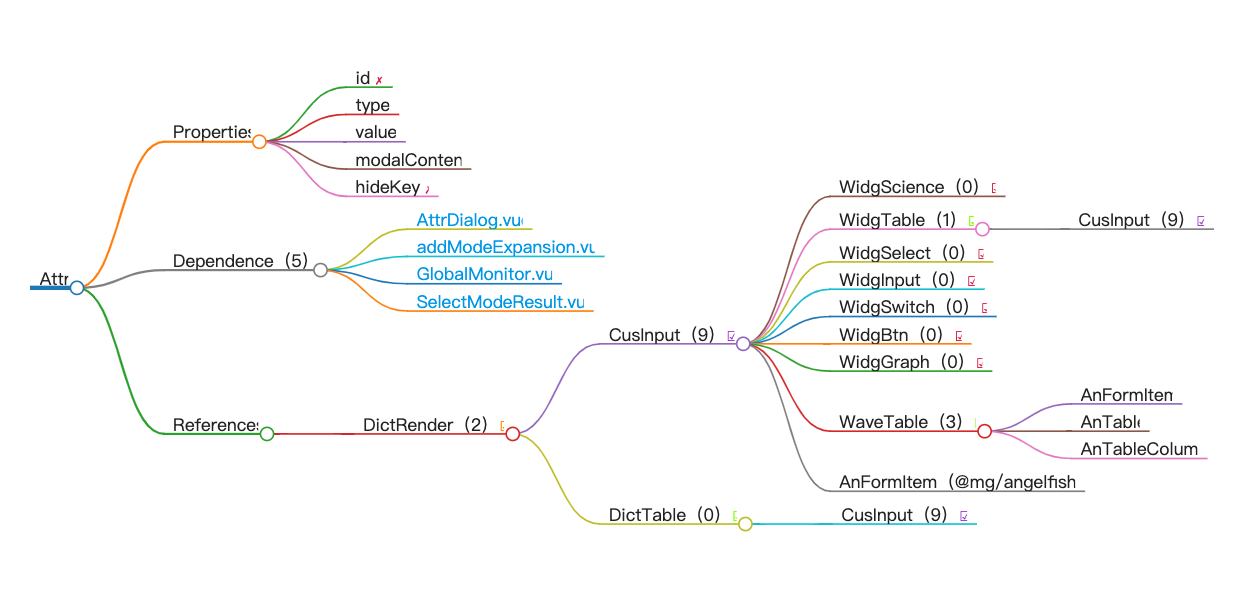 Attr
Properties
id ✗
type
value
modalConten
hideKey
Dependence (5)
AttrDialog.vu
addModeExpansion.vu
GlobalMonitor.vu
SelectModeResult.vu
References
DictRender (2)
CusInput (9)
WidgScience (0)
WidgTable (1)
CusInput (9)
WidgSelect (0)
WidgInput (0)
WidgSwitch (0)
WidgBtn (0)
WidgGraph (0)
WaveTable (3)
AnFormItem
AnTable
AnTableColum
AnFormItem (@mg/angelfish
DictTable (0)
CusInput (9)